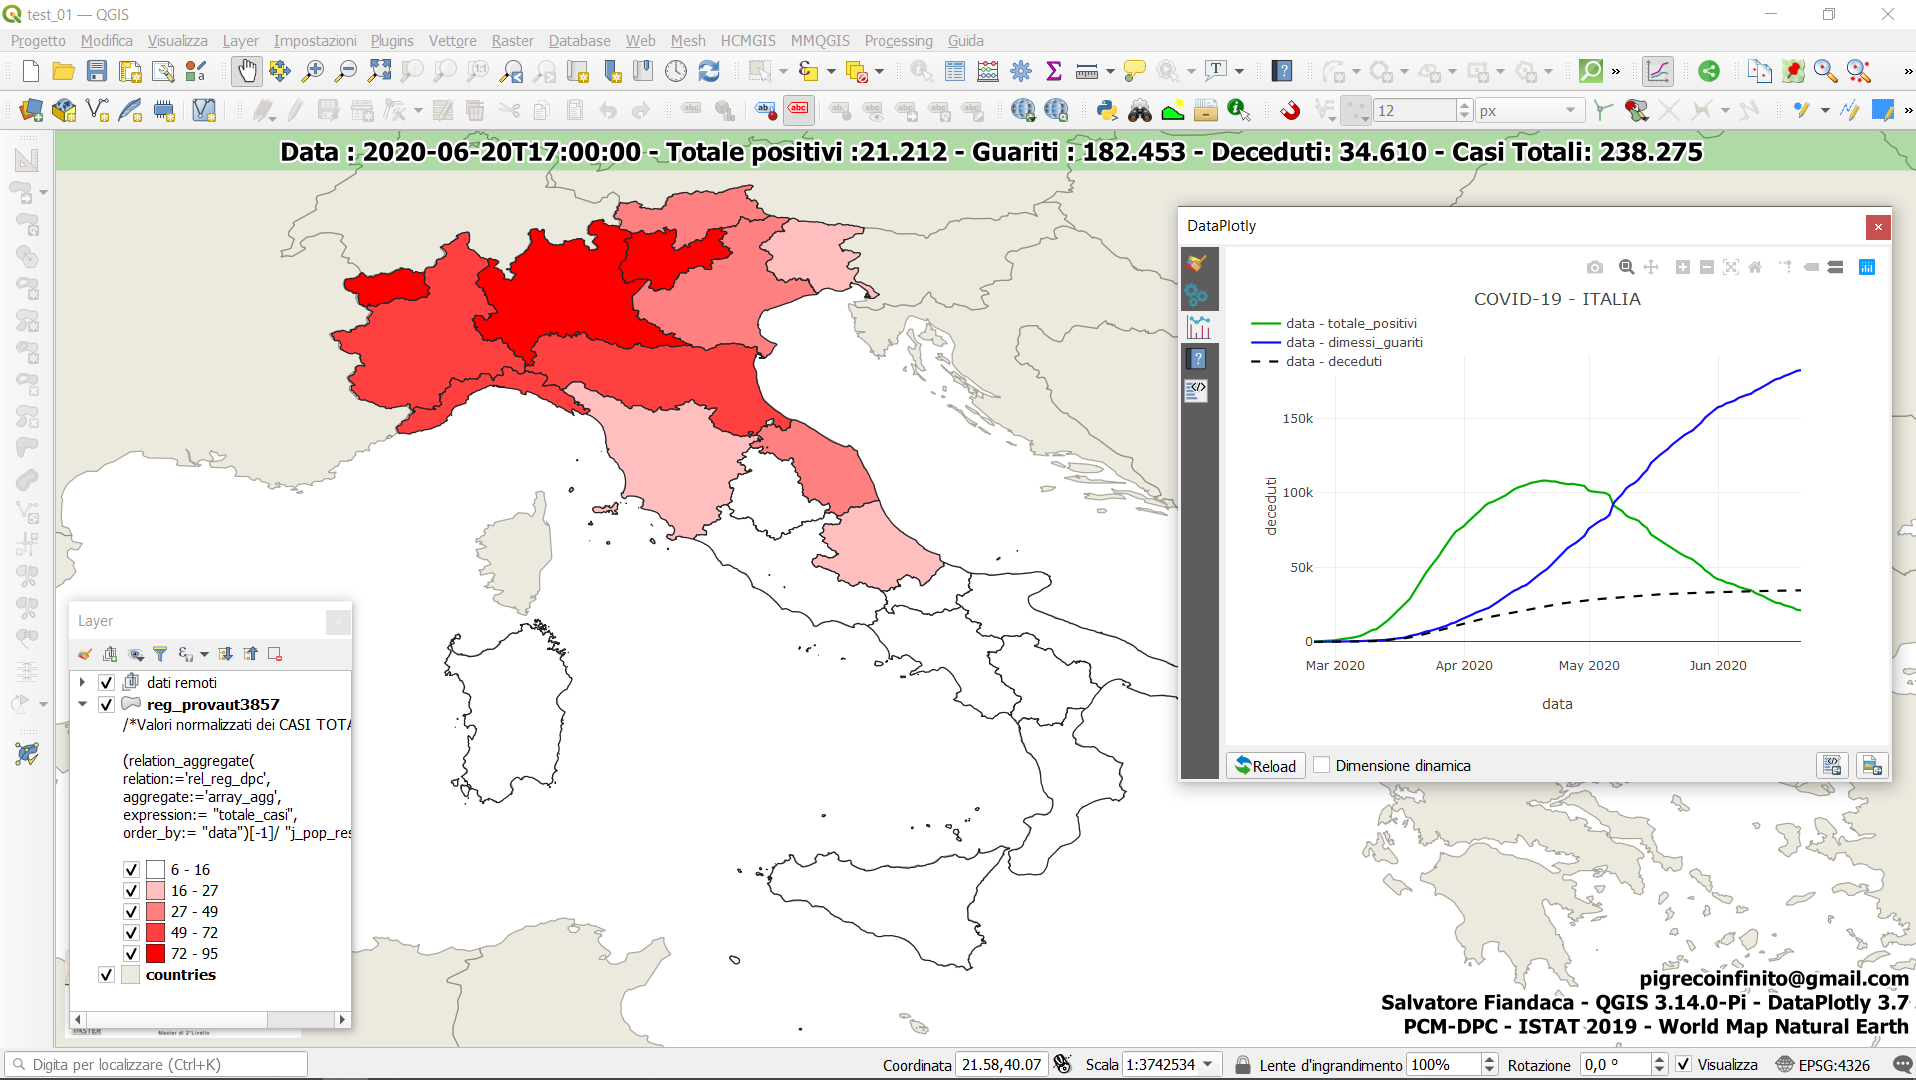 test_01 — QGIS
Progetto Modifica Visualizza Layer Impostazioni Plugins Vettore Raster Database Web Mesh HCMGIS MMQGIS Processing Guida
12 px
Data : 2020-06-20T17:00:00 - Totale positivi :21.212 - Guariti : 182.453 - Deceduti: 34.610 - Casi Totali: 238.275
DataPlotly
COVID-19 - ITALIA
data - totale_positivi
data - dimessi_guariti
data - deceduti
150k
100k
50k
0
deceduti
Mar 2020 Apr 2020 May 2020 Jun 2020
data
Reload Dimensione dinamica
Layer
dati remoti
reg_provaut3857
/*Valori normalizzati dei CASI TOTA
(relation_aggregate(
relation:='rel_reg_dpc',
aggregate:='array_agg',
expression:= "totale_casi",
order_by:= "data")[-1]/ "j_pop_res
6 - 16
16 - 27
27 - 49
49 - 72
72 - 95
countries
MASTER Master di 2°Livello
pigrecoinfinito@gmail.com
Salvatore Fiandaca - QGIS 3.14.0-Pi - DataPlotly 3.7
PCM-DPC - ISTAT 2019 - World Map Natural Earth
Digita per localizzare (Ctrl+K) Coordinata 21.58,40.07 Scala 1:3742534 Lente d'ingrandimento 100% Rotazione 0,0 ° Visualizza EPSG:4326